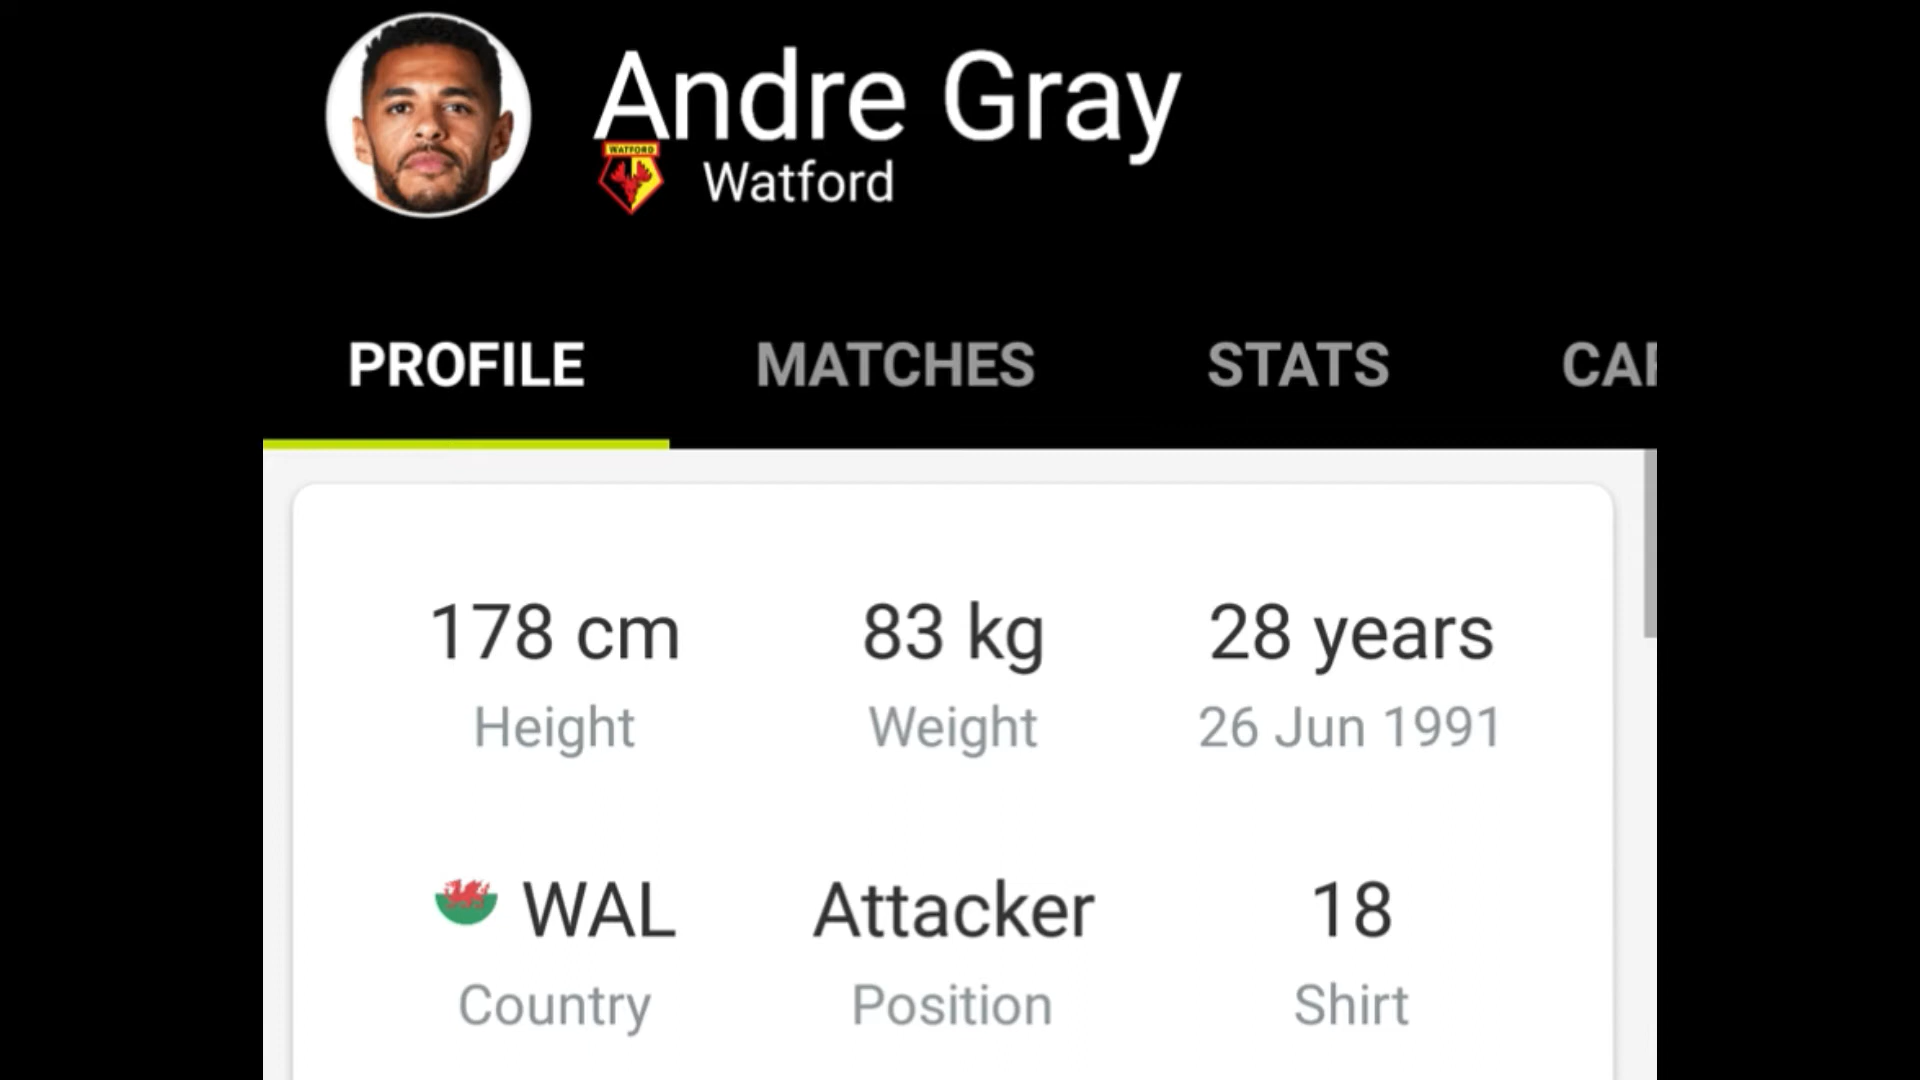 Andre Gray
WATFORD
Watford
PROFILE MATCHES STATS
178 cm 83 kg 28 years
Height Weight 26 Jun 1991
WAL Attacker 18
Country Position Shirt